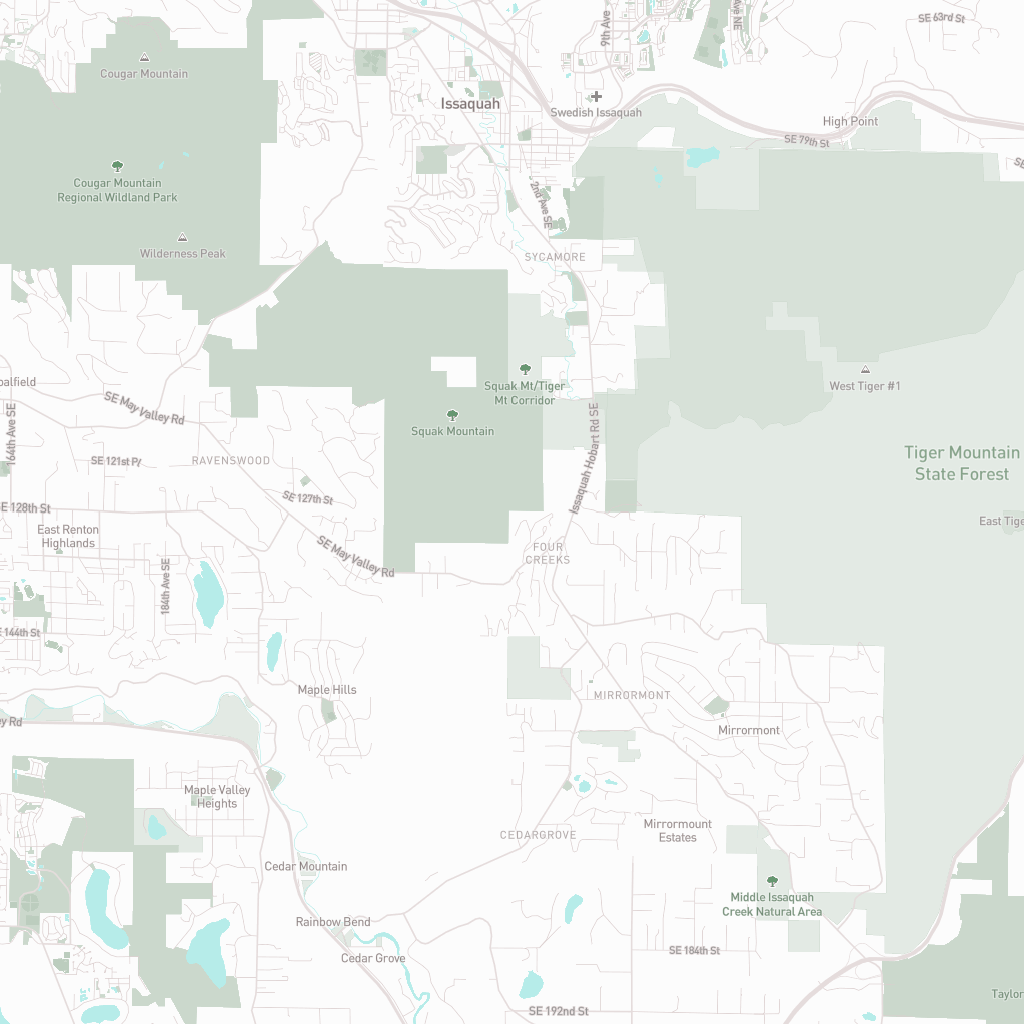 SE 63rd St
9th Ave
Ave NE
Cougar Mountain
Issaquah
Swedish Issaquah
High Point
SE 79th St
Cougar Mountain
Regional Wildland Park
2nd Ave SE
Wilderness Peak
SYCAMORE
Squak Mt/Tiger
Mt Corridor
West Tiger #1
SE May Valley Rd
164th Ave SE
Squak Mountain
Issaquah Hobart Rd SE
Tiger Mountain
State Forest
SE 121st Pl
RAVENSWOOD
SE 127th St
SE 128th St
East Renton
Highlands
East Tige
SE May Valley Rd
FOUR
CREEKS
184th Ave SE
SE 144th St
Maple Hills
MIRRORMONT
ey Rd
Mirrormont
Maple Valley
Heights
Mirrormount
Estates
CEDARGROVE
Cedar Mountain
Middle Issaquah
Creek Natural Area
Rainbow Bend
Cedar Grove
SE 184th St
Taylor
SE 192nd St